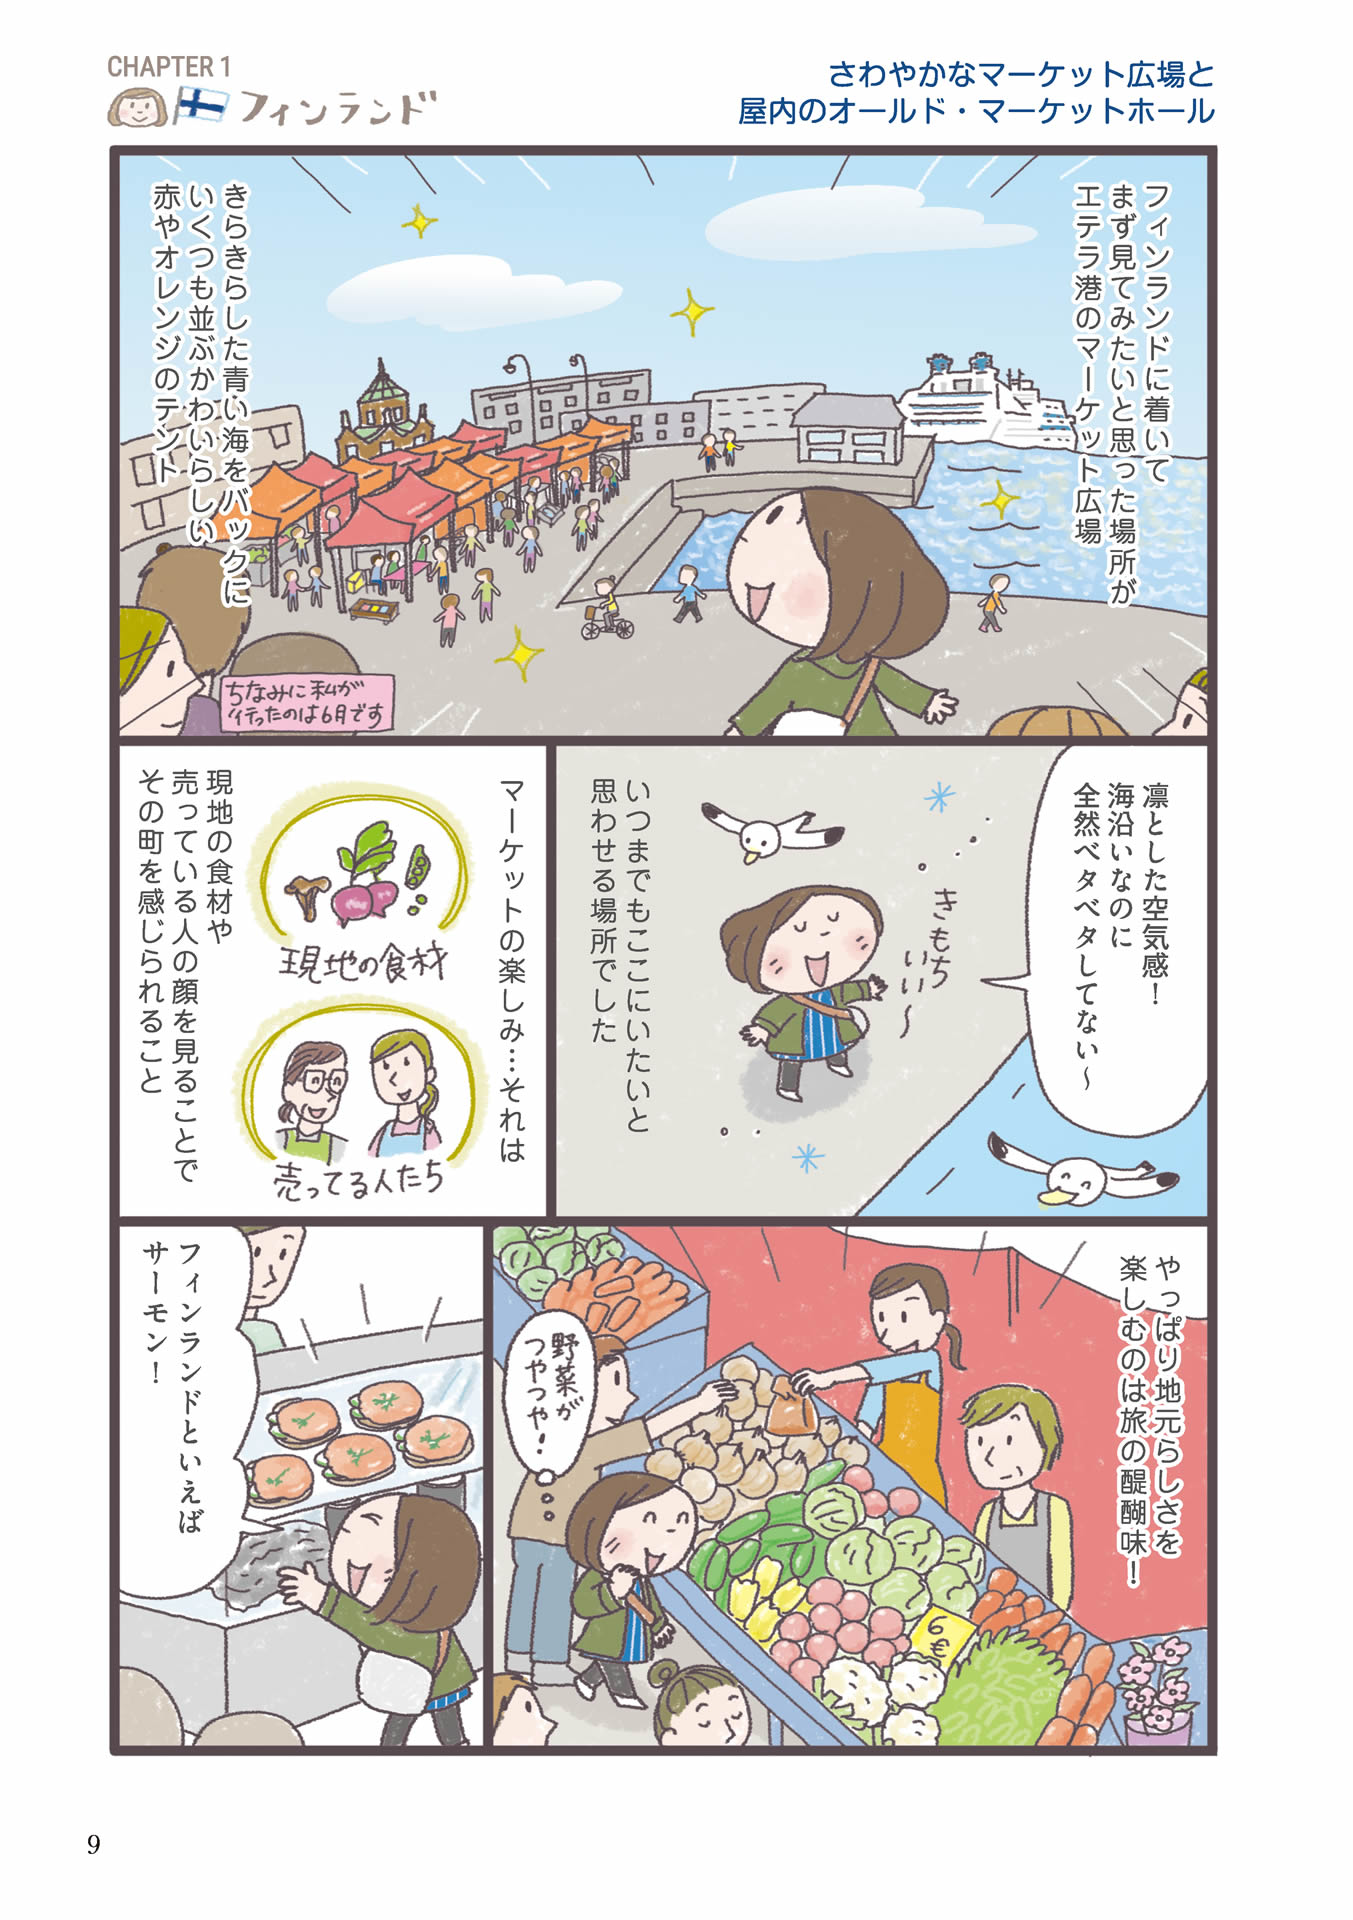 CHAPTER 1
フィンランド
さわやかなマーケット広場と
屋内のオールド・マーケットホール
フィンランドに着いて
まず見てみたいと思った場所が
エテラ港のマーケット広場
きらきらした青い海をバックに
いくつも並ぶかわいらしい
赤やオレンジのテント
ちなみに私が
行ったのは6月です
凛とした空気感!
海沿いなのに
全然ベタベタしてない〜
きもち
いい〜
いつまでもここにいたいと
思わせる場所でした
マーケットの楽しみ…それは
現地の食材
売ってる人たち
現地の食材や
売っている人の顔を見ることで
その町を感じられること
やっぱり地元らしさを
楽しむのは旅の醍醐味!
野菜が
つやつや!
6
€
フィンランドといえば
サーモン!
9